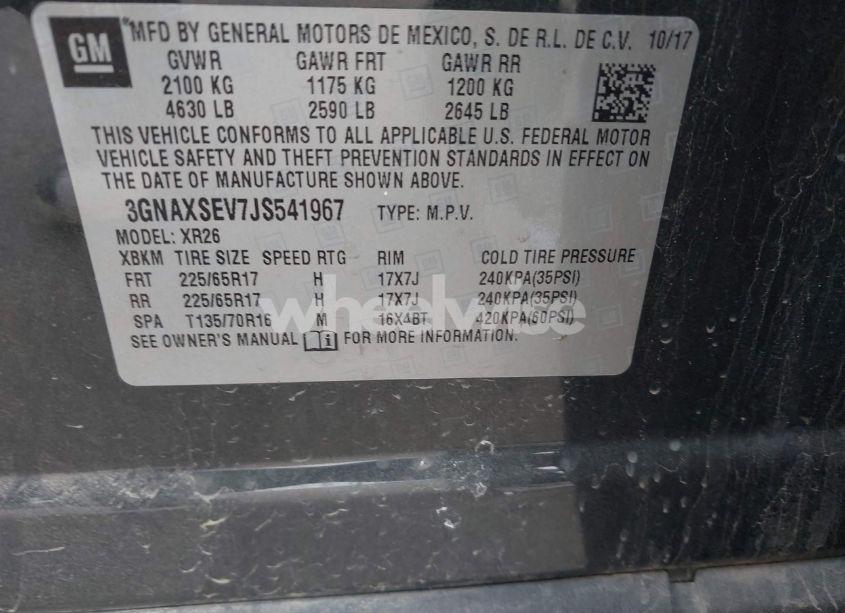 GM
*MFD BY GENERAL MOTORS DE MEXICO, S. DE R.L. DE C.V. 10/17
GVWR GAWR FRT GAWR RR
2100 KG 1175 KG 1200 KG
4630 LB 2590 LB 2645 LB
THIS VEHICLE CONFORMS TO ALL APPLICABLE U.S. FEDERAL MOTOR
VEHICLE SAFETY AND THEFT PREVENTION STANDARDS IN EFFECT ON
THE DATE OF MANUFACTURE SHOWN ABOVE.
3GNAXSEV7JS541967 TYPE: M.P.V.
MODEL: XR26
XBKM TIRE SIZE SPEED RTG RIM COLD TIRE PRESSURE
FRT 225/65R17 H 17X7J 240KPA(35PSI)
RR 225/65R17 H 17X7J 240KPA(35PSI)
SPA T135/70R16 M 16X4BT 420KPA(60PSI)
SEE OWNER'S MANUAL i FOR MORE INFORMATION.
wheelwise